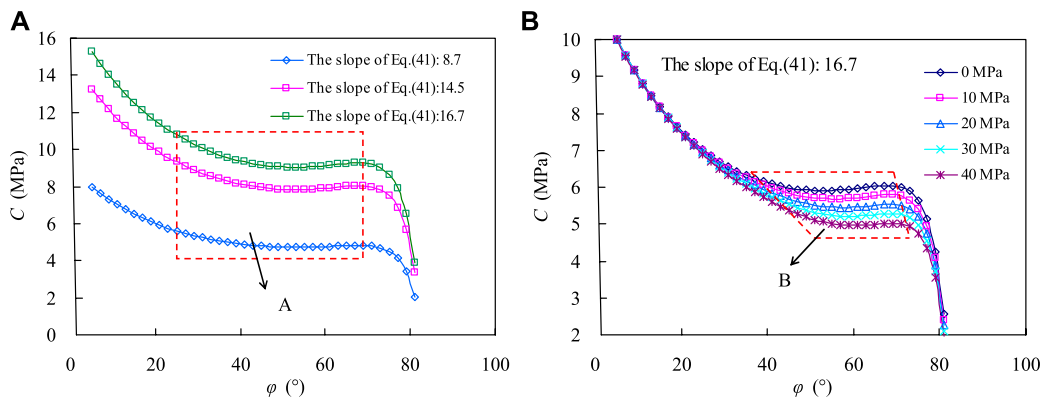 A
16
14
12
10
8
6
4
2
0
C (MPa)
The slope of Eq.(41): 8.7
The slope of Eq.(41):14.5
The slope of Eq.(41):16.7
A
0 20 40 60 80 100
φ (°)
B
10
9
8
7
6
5
4
3
2
C (MPa)
The slope of Eq.(41): 16.7
0 MPa
10 MPa
20 MPa
30 MPa
40 MPa
B
0 20 40 60 80 100
φ (°)